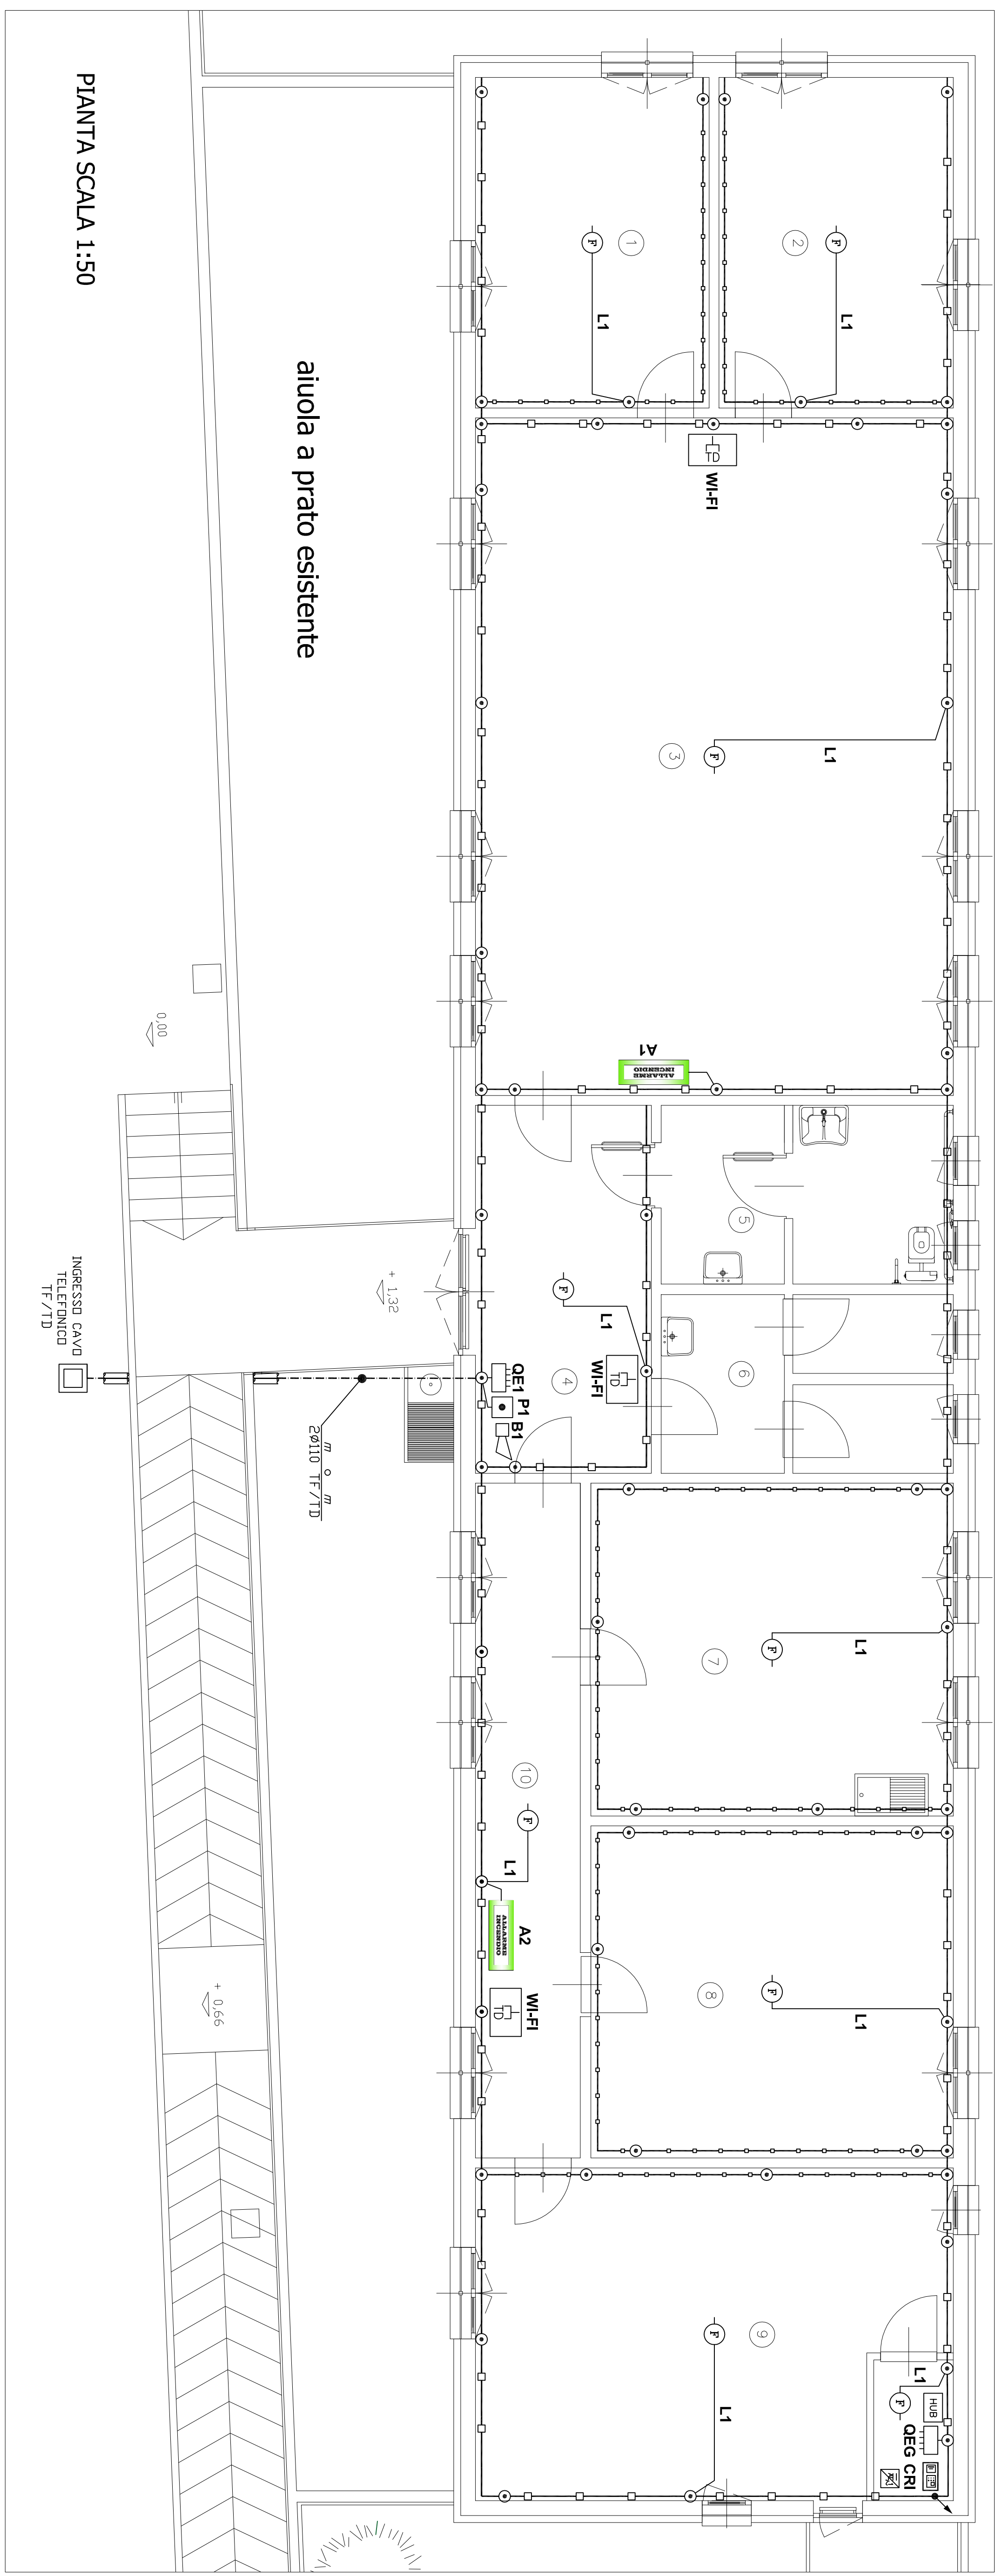 PIANTA SCALA 1:50
aiuola a prato esistente
1
F
L1
2
F
L1
TD
WI-FI
3
F
L1
A1
ALLARME
INCENDIO
0,00
5
F
L1
4
6
TD
WI-FI
QE1
P1
B1
+ 1,32
INGRESSO CAVO
TELEFONICO
TF/TD
2Ø110 TF/TD
7
F
L1
10
F
L1
A2
ALLARME
INCENDIO
WI-FI
TD
8
F
L1
+ 0,66
9
F
L1
L1
F
HUB
QEG
CRI